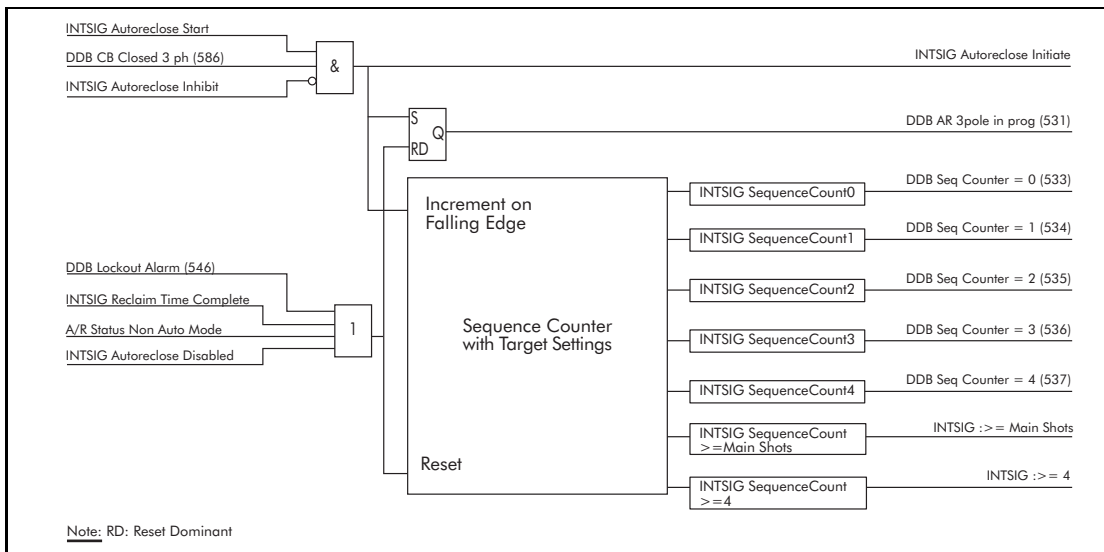 INTSIG Autoreclose Start
DDB CB Closed 3 ph (586)
INTSIG Autoreclose Inhibit
&
INTSIG Autoreclose Initiate
S
Q
RD
DDB AR 3pole in prog (531)
Increment on
Falling Edge
Sequence Counter
with Target Settings
Reset
DDB Lockout Alarm (546)
INTSIG Reclaim Time Complete
A/R Status Non Auto Mode
INTSIG Autoreclose Disabled
1
INTSIG SequenceCount0
DDB Seq Counter = 0 (533)
INTSIG SequenceCount1
DDB Seq Counter = 1 (534)
INTSIG SequenceCount2
DDB Seq Counter = 2 (535)
INTSIG SequenceCount3
DDB Seq Counter = 3 (536)
INTSIG SequenceCount4
DDB Seq Counter = 4 (537)
INTSIG SequenceCount
>=Main Shots
INTSIG :>= Main Shots
INTSIG SequenceCount
>=4
INTSIG :>= 4
Note: RD: Reset Dominant